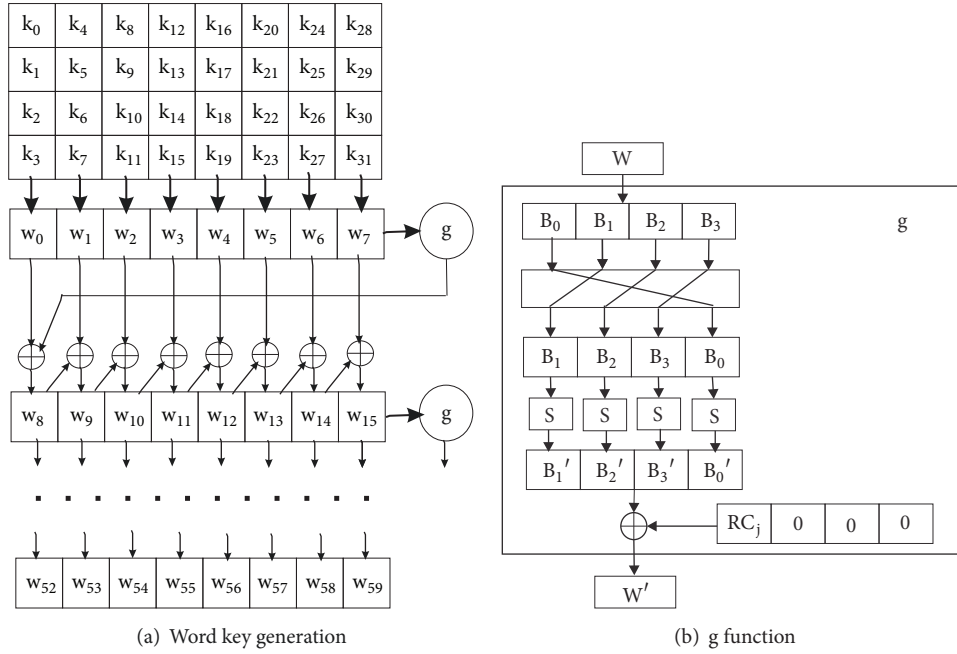 k0 k4 k8 k12 k16 k20 k24 k28
k1 k5 k9 k13 k17 k21 k25 k29
k2 k6 k10 k14 k18 k22 k26 k30
k3 k7 k11 k15 k19 k23 k27 k31
w0 w1 w2 w3 w4 w5 w6 w7 g
w8 w9 w10 w11 w12 w13 w14 w15 g
w52 w53 w54 w55 w56 w57 w58 w59
(a) Word key generation
W
g
B0 B1 B2 B3
B1 B2 B3 B0
S S S S
B1′ B2′ B3′ B0′
RCj 0 0 0
W′
(b) g function